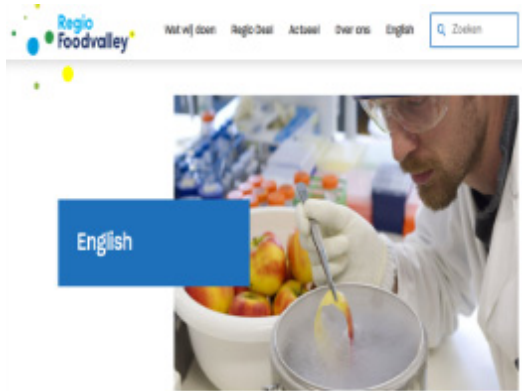 Regio
Foodvalley
Wat wij doen Regio Deal Actueel Over ons English Zoeken
English